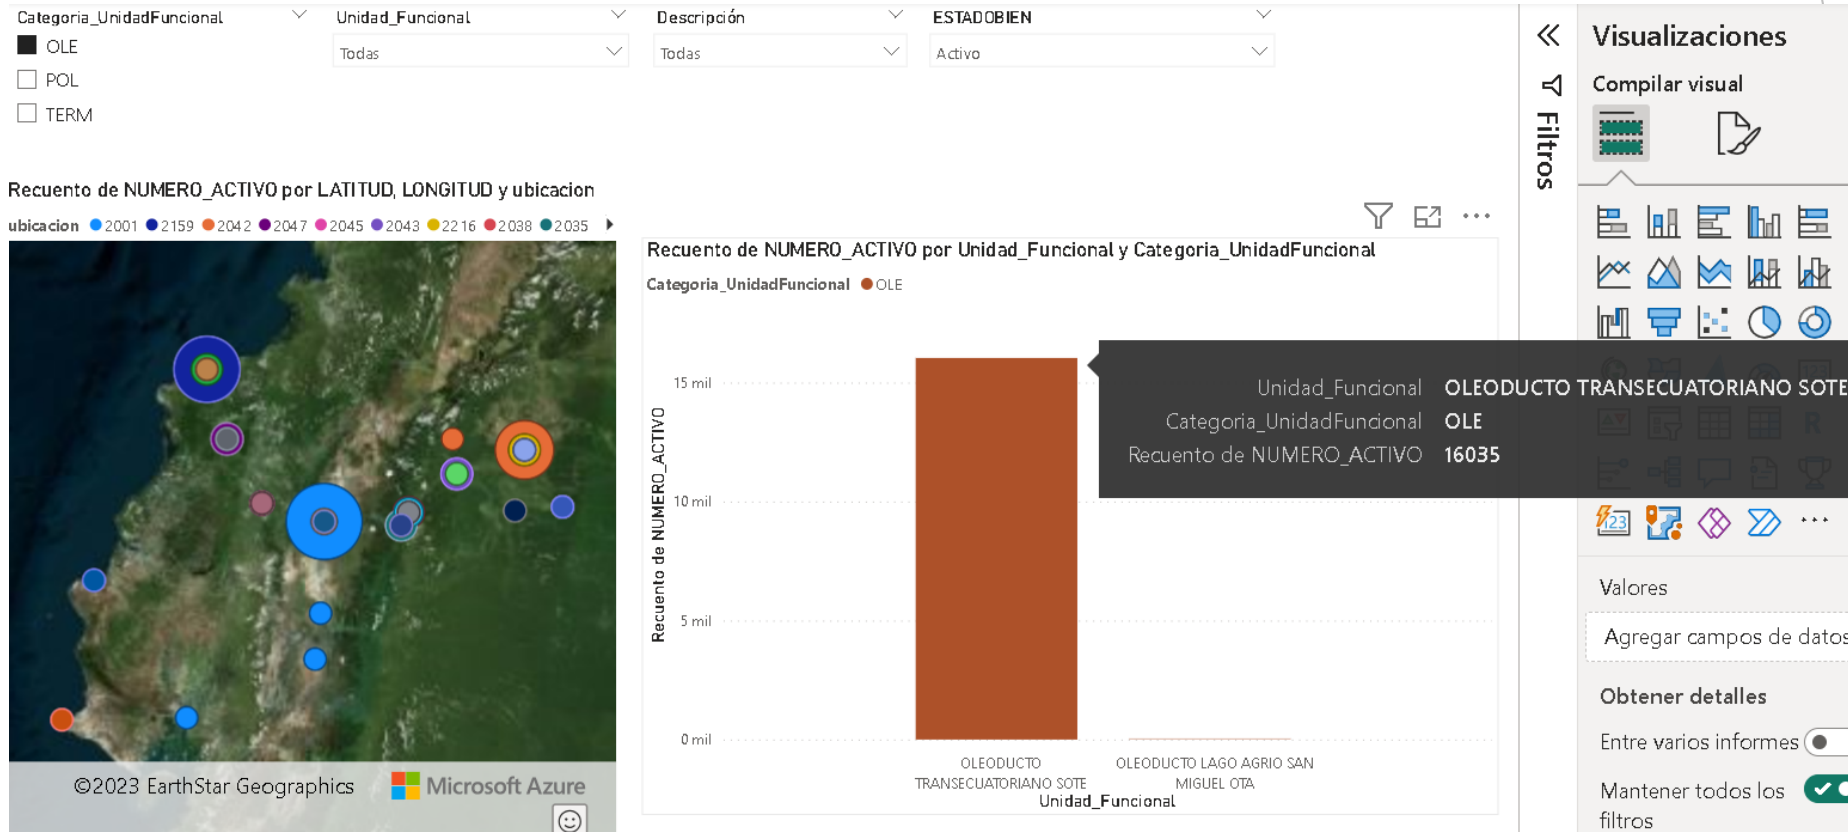 Categoria_UnidadFuncional
OLE
POL
TERM
Unidad_Funcional
Todas
Descripción
Todas
ESTADOBIEN
Activo
Recuento de NUMERO_ACTIVO por LATITUD, LONGITUD y ubicacion
ubicacion 2001 2159 2042 2047 2045 2043 2216 2038 2035
©2023 EarthStar Geographics Microsoft Azure
Recuento de NUMERO_ACTIVO por Unidad_Funcional y Categoria_UnidadFuncional
Categoria_UnidadFuncional OLE
Recuento de NUMERO_ACTIVO
15 mil
10 mil
5 mil
0 mil
OLEODUCTO
TRANSECUATORIANO SOTE
OLEODUCTO LAGO AGRIO SAN
MIGUEL OTA
Unidad_Funcional
Unidad_Funcional OLEODUCTO TRANSECUATORIANO SOTE
Categoria_UnidadFuncional OLE
Recuento de NUMERO_ACTIVO 16035
Filtros
Visualizaciones
Compilar visual
R
123
Valores
Agregar campos de datos
Obtener detalles
Entre varios informes
Mantener todos los
filtros